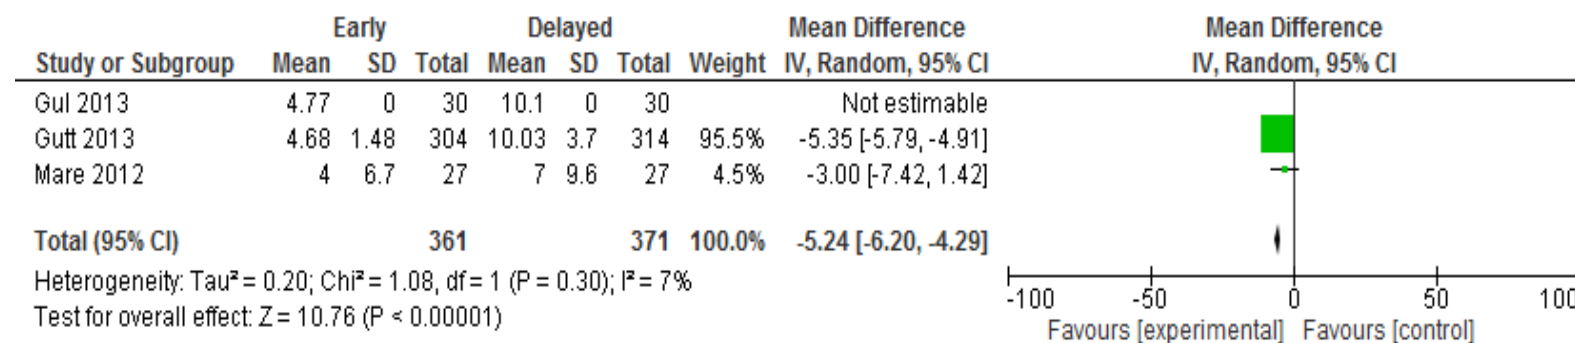 Early Delayed Mean Difference Mean Difference
Study or Subgroup Mean SD Total Mean SD Total Weight IV, Random, 95% CI IV, Random, 95% CI
Gul 2013 4.77 0 30 10.1 0 30 Not estimable
Gutt 2013 4.68 1.48 304 10.03 3.7 314 95.5% -5.35 [-5.79, -4.91]
Mare 2012 4 6.7 27 7 9.6 27 4.5% -3.00 [-7.42, 1.42]
Total (95% CI) 361 371 100.0% -5.24 [-6.20, -4.29]
Heterogeneity: Tau² = 0.20; Chi² = 1.08, df = 1 (P = 0.30); I² = 7%
Test for overall effect: Z = 10.76 (P < 0.00001)
-100 -50 0 50 100
Favours [experimental] Favours [control]